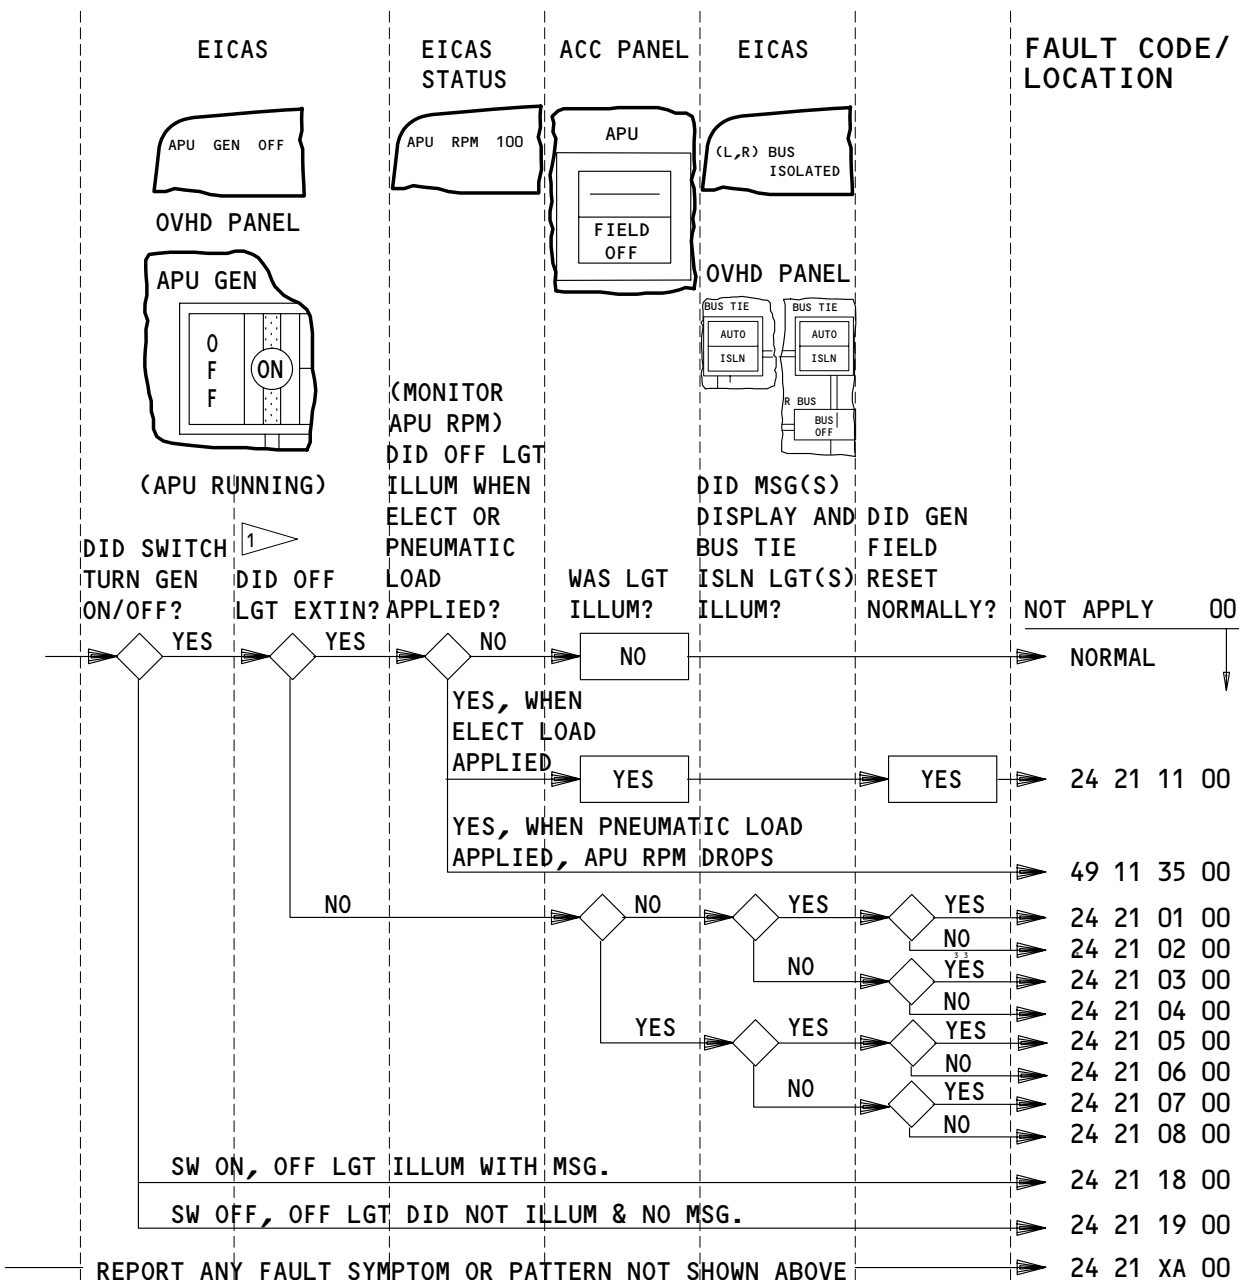 EICAS
EICAS
STATUS
ACC PANEL
EICAS
FAULT CODE/
LOCATION
APU GEN OFF
APU RPM 100
APU
FIELD
OFF
(L,R) BUS
ISOLATED
OVHD PANEL
APU GEN
O
F
F
ON
OVHD PANEL
BUS TIE
AUTO
ISLN
BUS TIE
AUTO
ISLN
R BUS
BUS
OFF
(APU RUNNING)
DID SWITCH
TURN GEN
ON/OFF?
1
DID OFF
LGT EXTIN?
(MONITOR
APU RPM)
DID OFF LGT
ILLUM WHEN
ELECT OR
PNEUMATIC
LOAD
APPLIED?
WAS LGT
ILLUM?
DID MSG(S)
DISPLAY AND
BUS TIE
ISLN LGT(S)
ILLUM?
DID GEN
FIELD
RESET
NORMALLY?
NOT APPLY 00
YES
YES
NO
NO
NORMAL
YES, WHEN
ELECT LOAD
APPLIED
YES
YES
24 21 11 00
YES, WHEN PNEUMATIC LOAD
APPLIED, APU RPM DROPS
49 11 35 00
NO
NO
YES
YES
24 21 01 00
NO
24 21 02 00
3 3
NO
YES
24 21 03 00
NO
24 21 04 00
YES
YES
YES
24 21 05 00
NO
24 21 06 00
NO
YES
24 21 07 00
NO
24 21 08 00
SW ON, OFF LGT ILLUM WITH MSG.
24 21 18 00
SW OFF, OFF LGT DID NOT ILLUM & NO MSG.
24 21 19 00
REPORT ANY FAULT SYMPTOM OR PATTERN NOT SHOWN ABOVE
24 21 XA 00